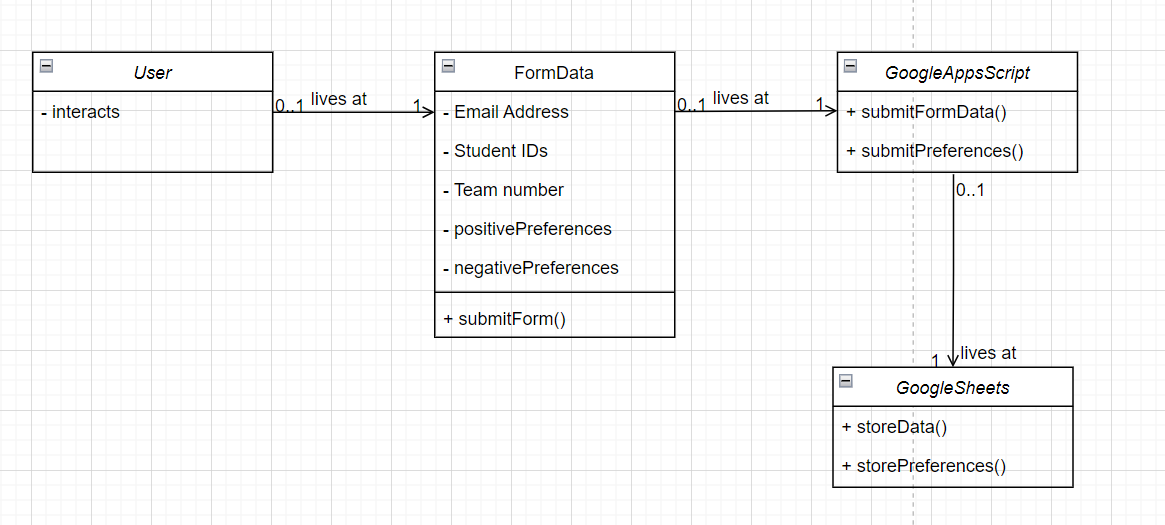 User
- interacts
0..1 lives at 1
FormData
- Email Address
- Student IDs
- Team number
- positivePreferences
- negativePreferences
+ submitForm()
0..1 lives at 1
GoogleAppsScript
+ submitFormData()
+ submitPreferences()
0..1
1 lives at
GoogleSheets
+ storeData()
+ storePreferences()